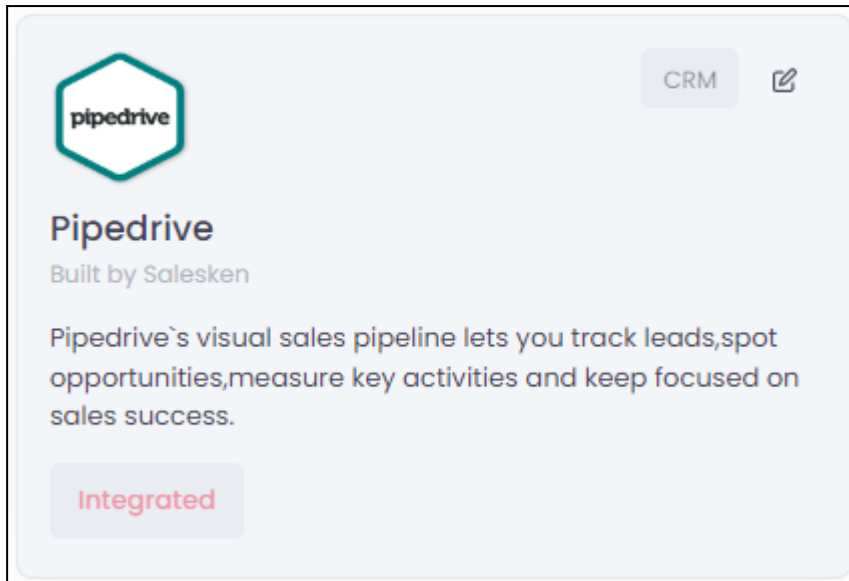 pipedrive
CRM
Pipedrive
Built by Salesken
Pipedrive`s visual sales pipeline lets you track leads,spot
opportunities,measure key activities and keep focused on
sales success.
Integrated